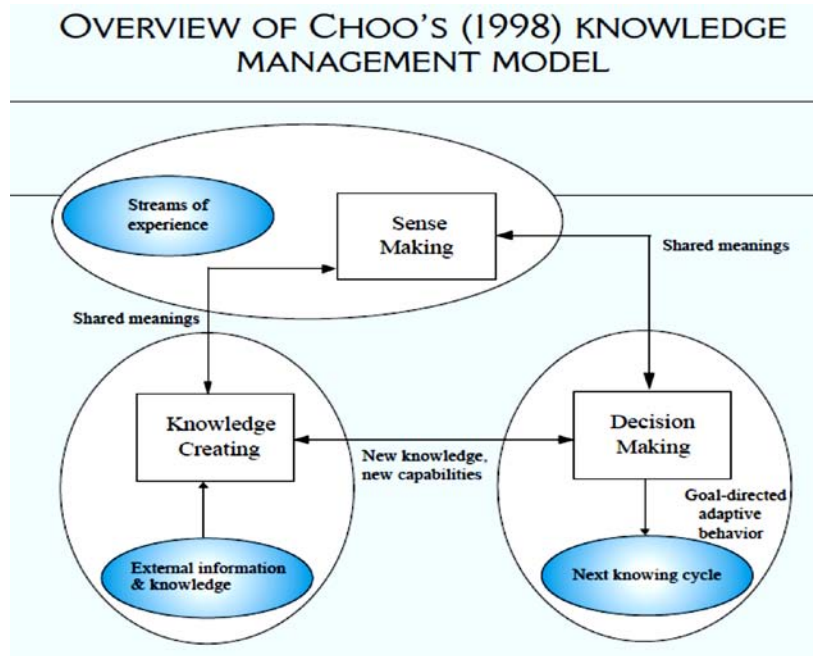 OVERVIEW OF CHOO'S (1998) KNOWLEDGE
MANAGEMENT MODEL
Streams of
experience
Sense
Making
Shared meanings
Shared meanings
Knowledge
Creating
Decision
Making
New knowledge,
new capabilities
Goal-directed
adaptive
behavior
External information
& knowledge
Next knowing cycle